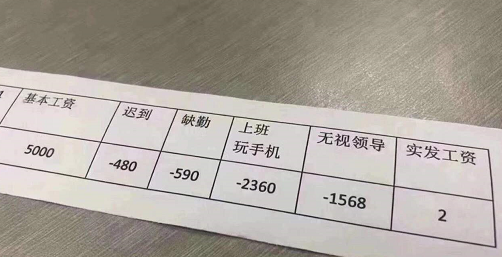 基本工资 迟到 缺勤 上班 无视领导 实发工资
玩手机
5000 -480 -590 -2360 -1568 2